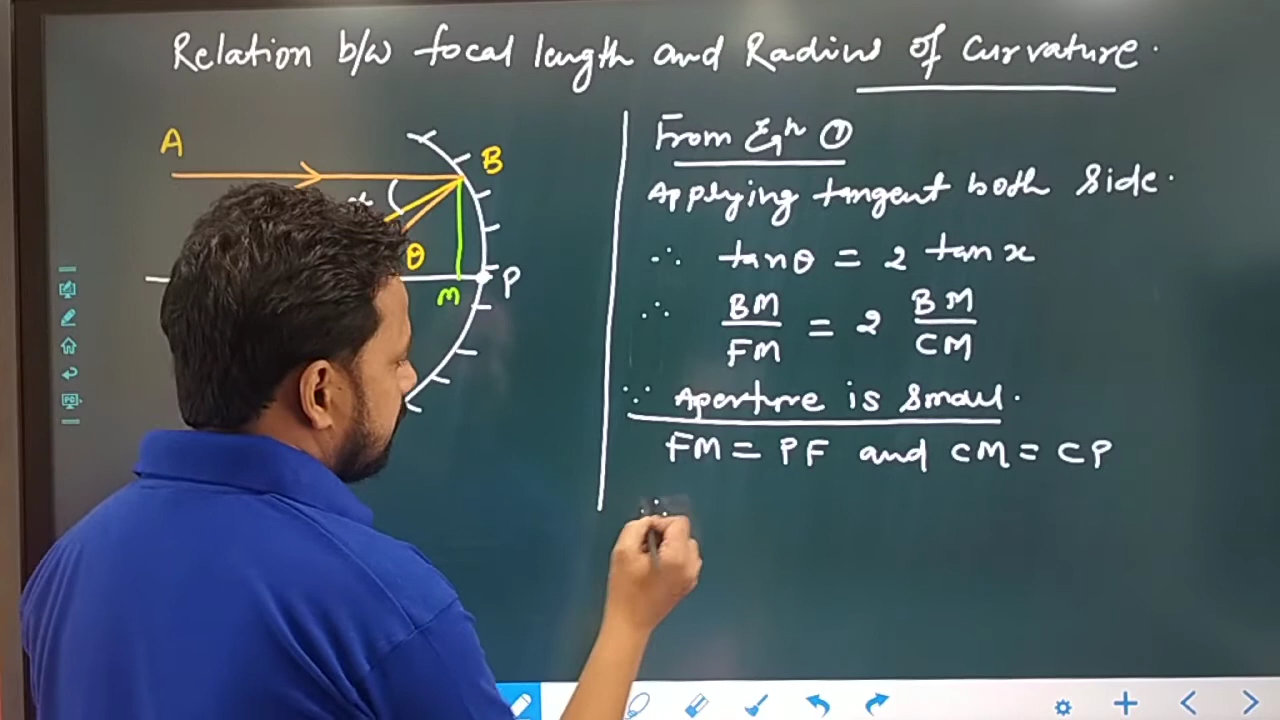 Relation b/w focal length and Radius of Curvature.
A
B
x
θ
M
P
From Eqn ①
Applying tangent both side.
∴ tanθ = 2 tan x
∴ BM/FM = 2 BM/CM
∵ Aperture is small.
FM = PF and CM = CP